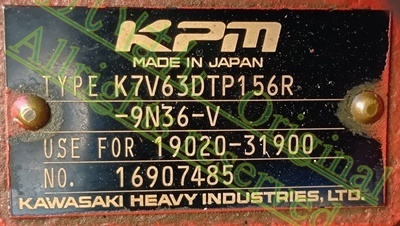 KPM
MADE IN JAPAN
TYPE K7V63DTP156R
-9N36-V
USE FOR 19020-31900
NO. 16907485
KAWASAKI HEAVY INDUSTRIES, LTD.